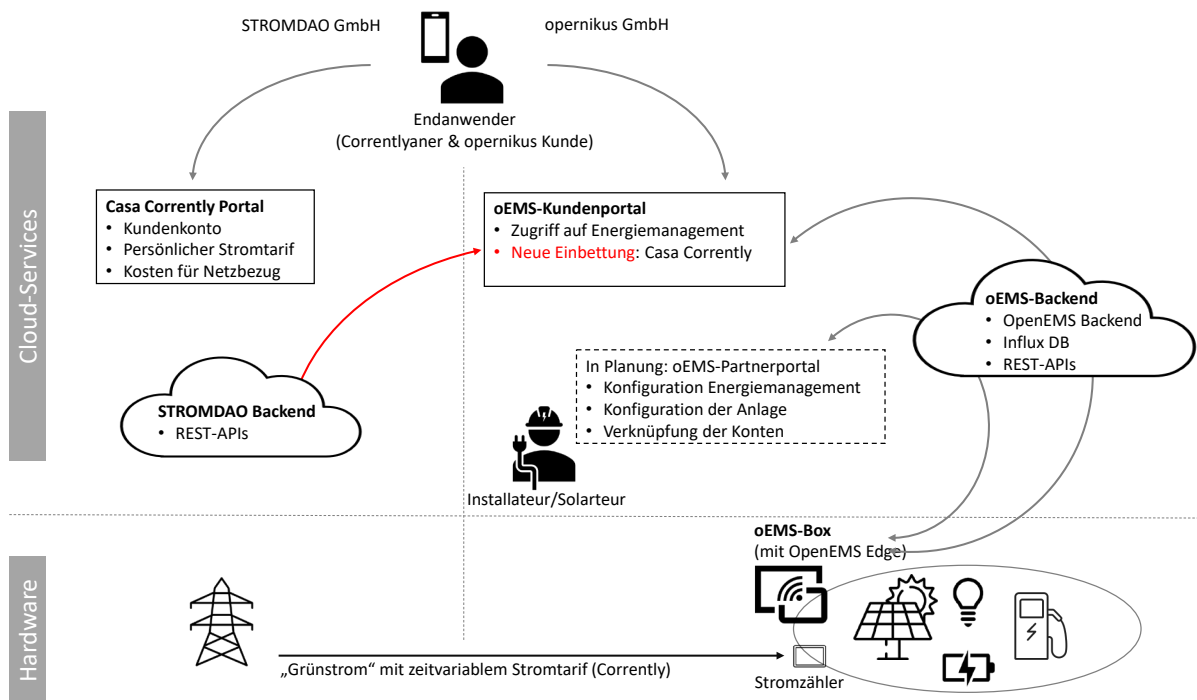 STROMDAO GmbH
opernikus GmbH
Endanwender
(Correntlyaner & opernikus Kunde)
Cloud-Services
Casa Corrently Portal
• Kundenkonto
• Persönlicher Stromtarif
• Kosten für Netzbezug
oEMS-Kundenportal
• Zugriff auf Energiemanagement
• Neue Einbettung: Casa Corrently
oEMS-Backend
• OpenEMS Backend
• Influx DB
• REST-APIs
In Planung: oEMS-Partnerportal
• Konfiguration Energiemanagement
• Konfiguration der Anlage
• Verknüpfung der Konten
STROMDAO Backend
• REST-APIs
Installateur/Solarteur
Hardware
oEMS-Box
(mit OpenEMS Edge)
„Grünstrom“ mit zeitvariablem Stromtarif (Corrently)
Stromzähler